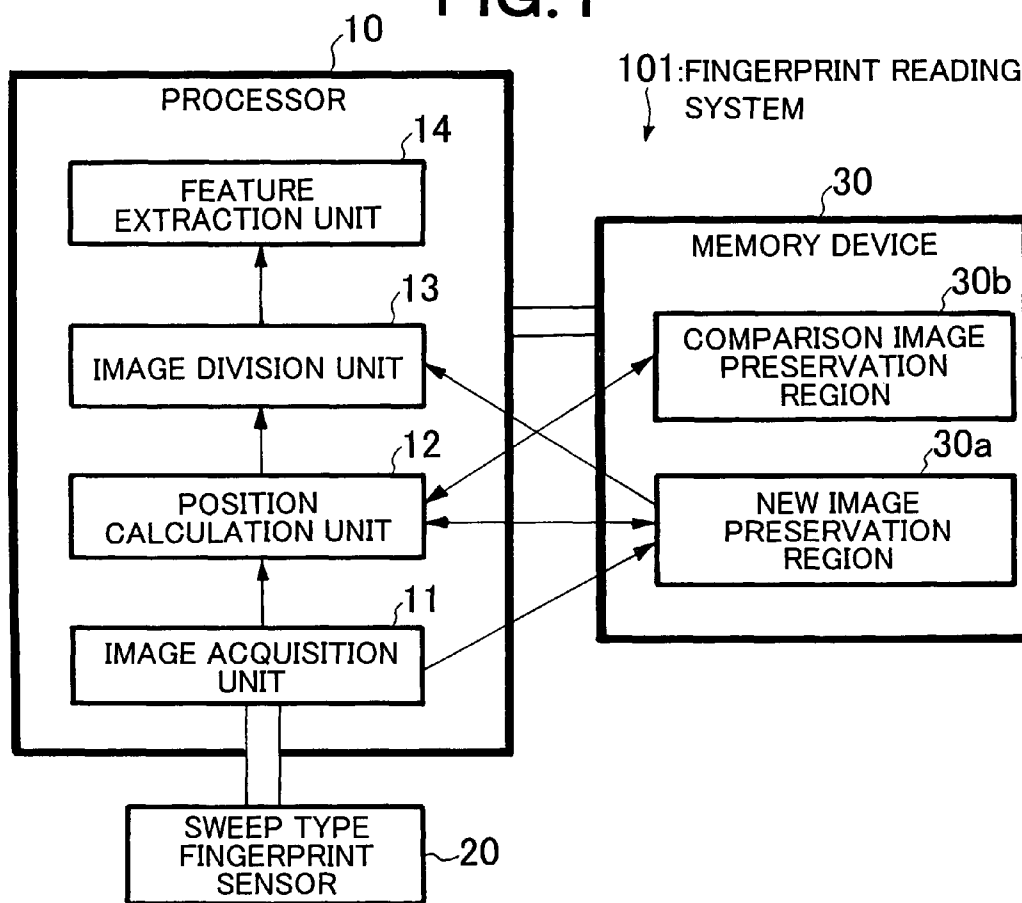 FIG. 1
10
101:FINGERPRINT READING
SYSTEM
PROCESSOR
14
FEATURE
EXTRACTION UNIT
30
MEMORY DEVICE
13
IMAGE DIVISION UNIT
30b
COMPARISON IMAGE
PRESERVATION
REGION
12
POSITION
CALCULATION UNIT
30a
NEW IMAGE
PRESERVATION
REGION
11
IMAGE ACQUISITION
UNIT
SWEEP TYPE
FINGERPRINT
SENSOR
20